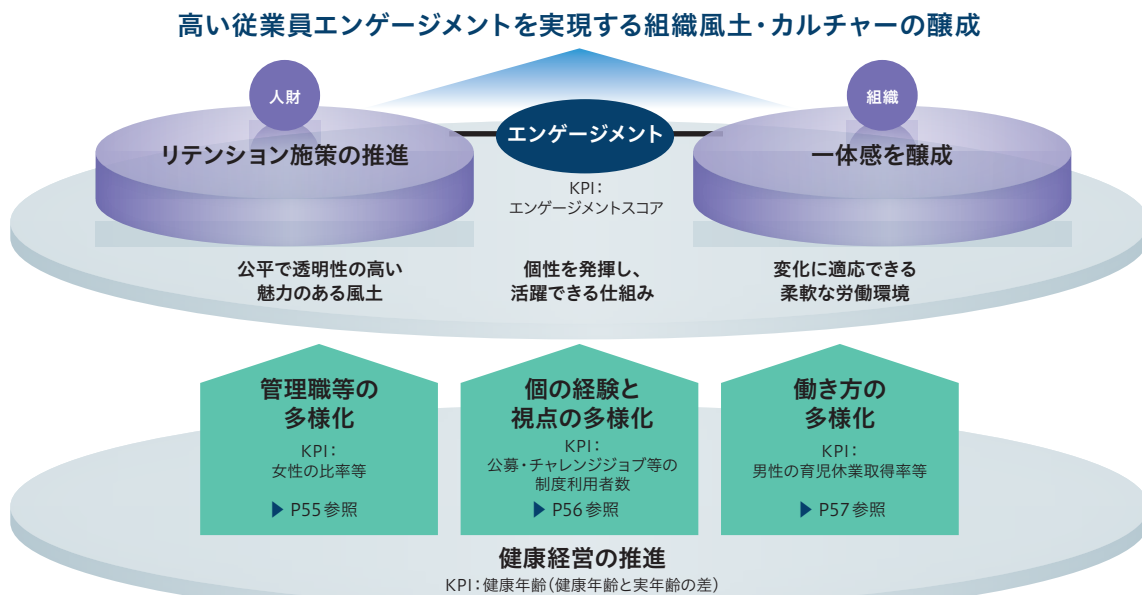 高い従業員エンゲージメントを実現する組織風土・カルチャーの醸成
人財
リテンション施策の推進
エンゲージメント
KPI：
エンゲージメントスコア
組織
一体感を醸成
公平で透明性の高い
魅力のある風土
個性を発揮し、
活躍できる仕組み
変化に適応できる
柔軟な労働環境
管理職等の
多様化
KPI：
女性の比率等
▶ P55参照
個の経験と
視点の多様化
KPI：
公募・チャレンジジョブ等の
制度利用者数
▶ P56参照
働き方の
多様化
KPI：
男性の育児休業取得率等
▶ P57参照
健康経営の推進
KPI：健康年齢（健康年齢と実年齢の差）